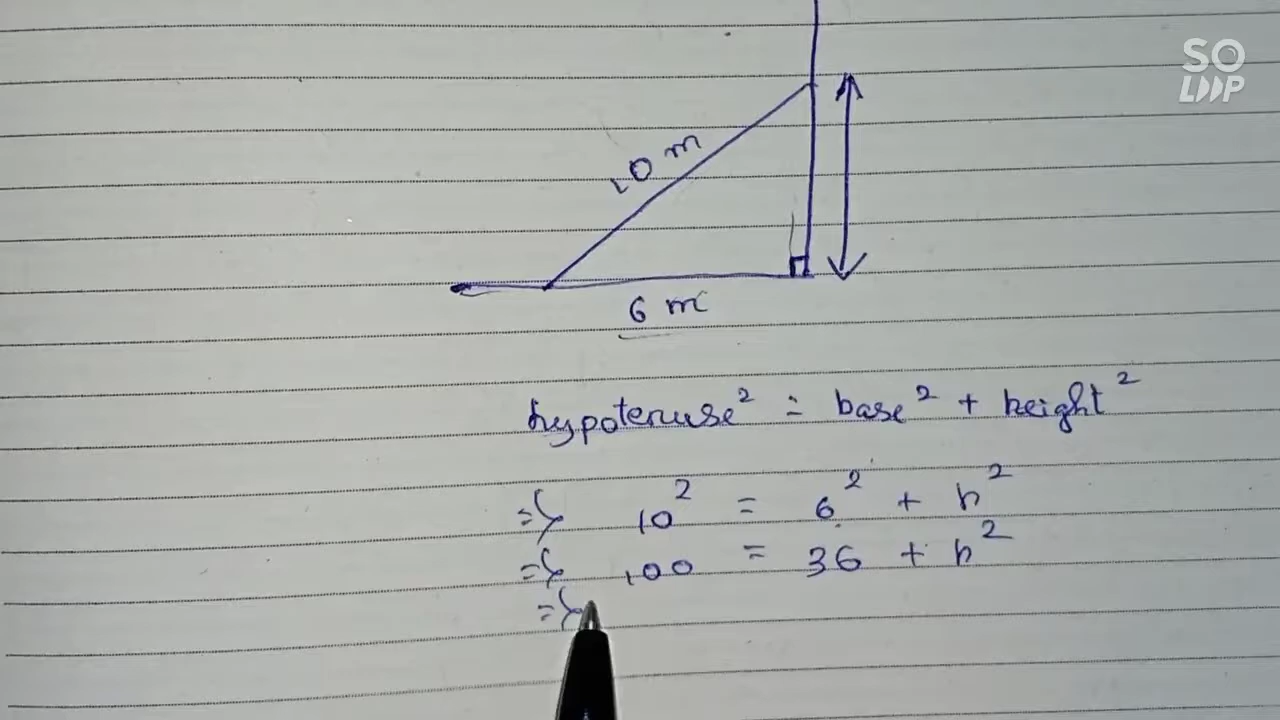 SO
LOOP
10 m
6 m
hypotenuse² = base² + height²
=> 10² = 6² + h²
=> 100 = 36 + h²
=>